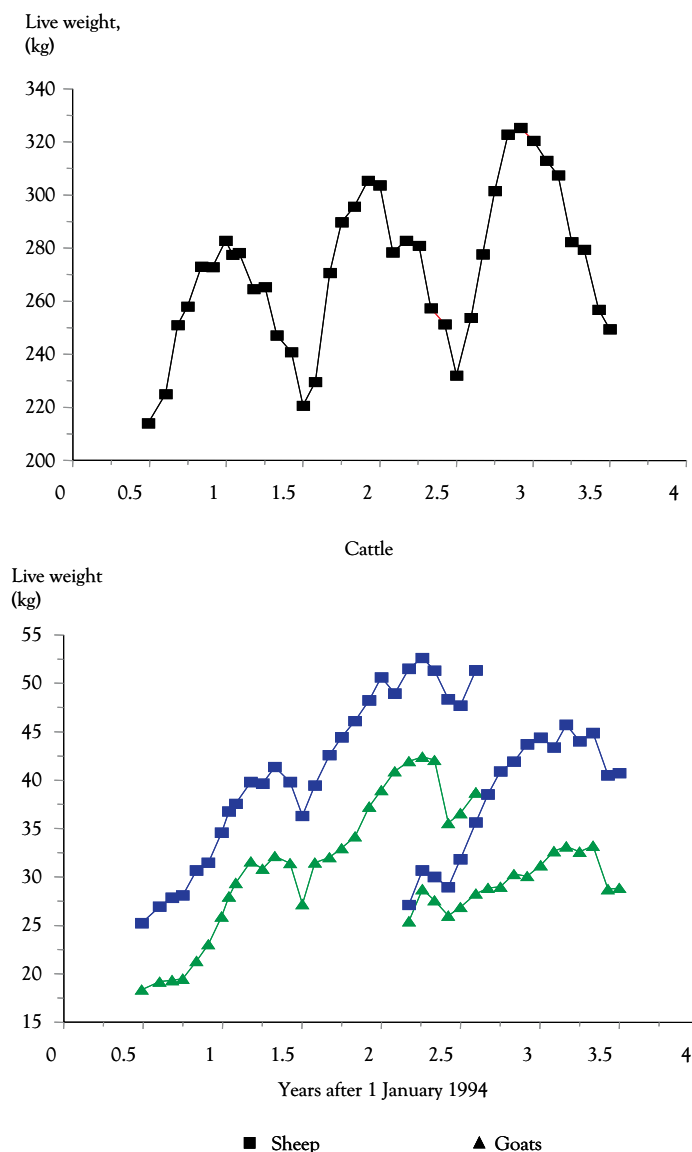 Live weight,
(kg)
340
320
300
280
260
240
220
200
0 0.5 1 1.5 2 2.5 3 3.5 4
Cattle
Live weight
(kg)
55
50
45
40
35
30
25
20
15
0 0.5 1 1.5 2 2.5 3 3.5 4
Years after 1 January 1994
Sheep Goats